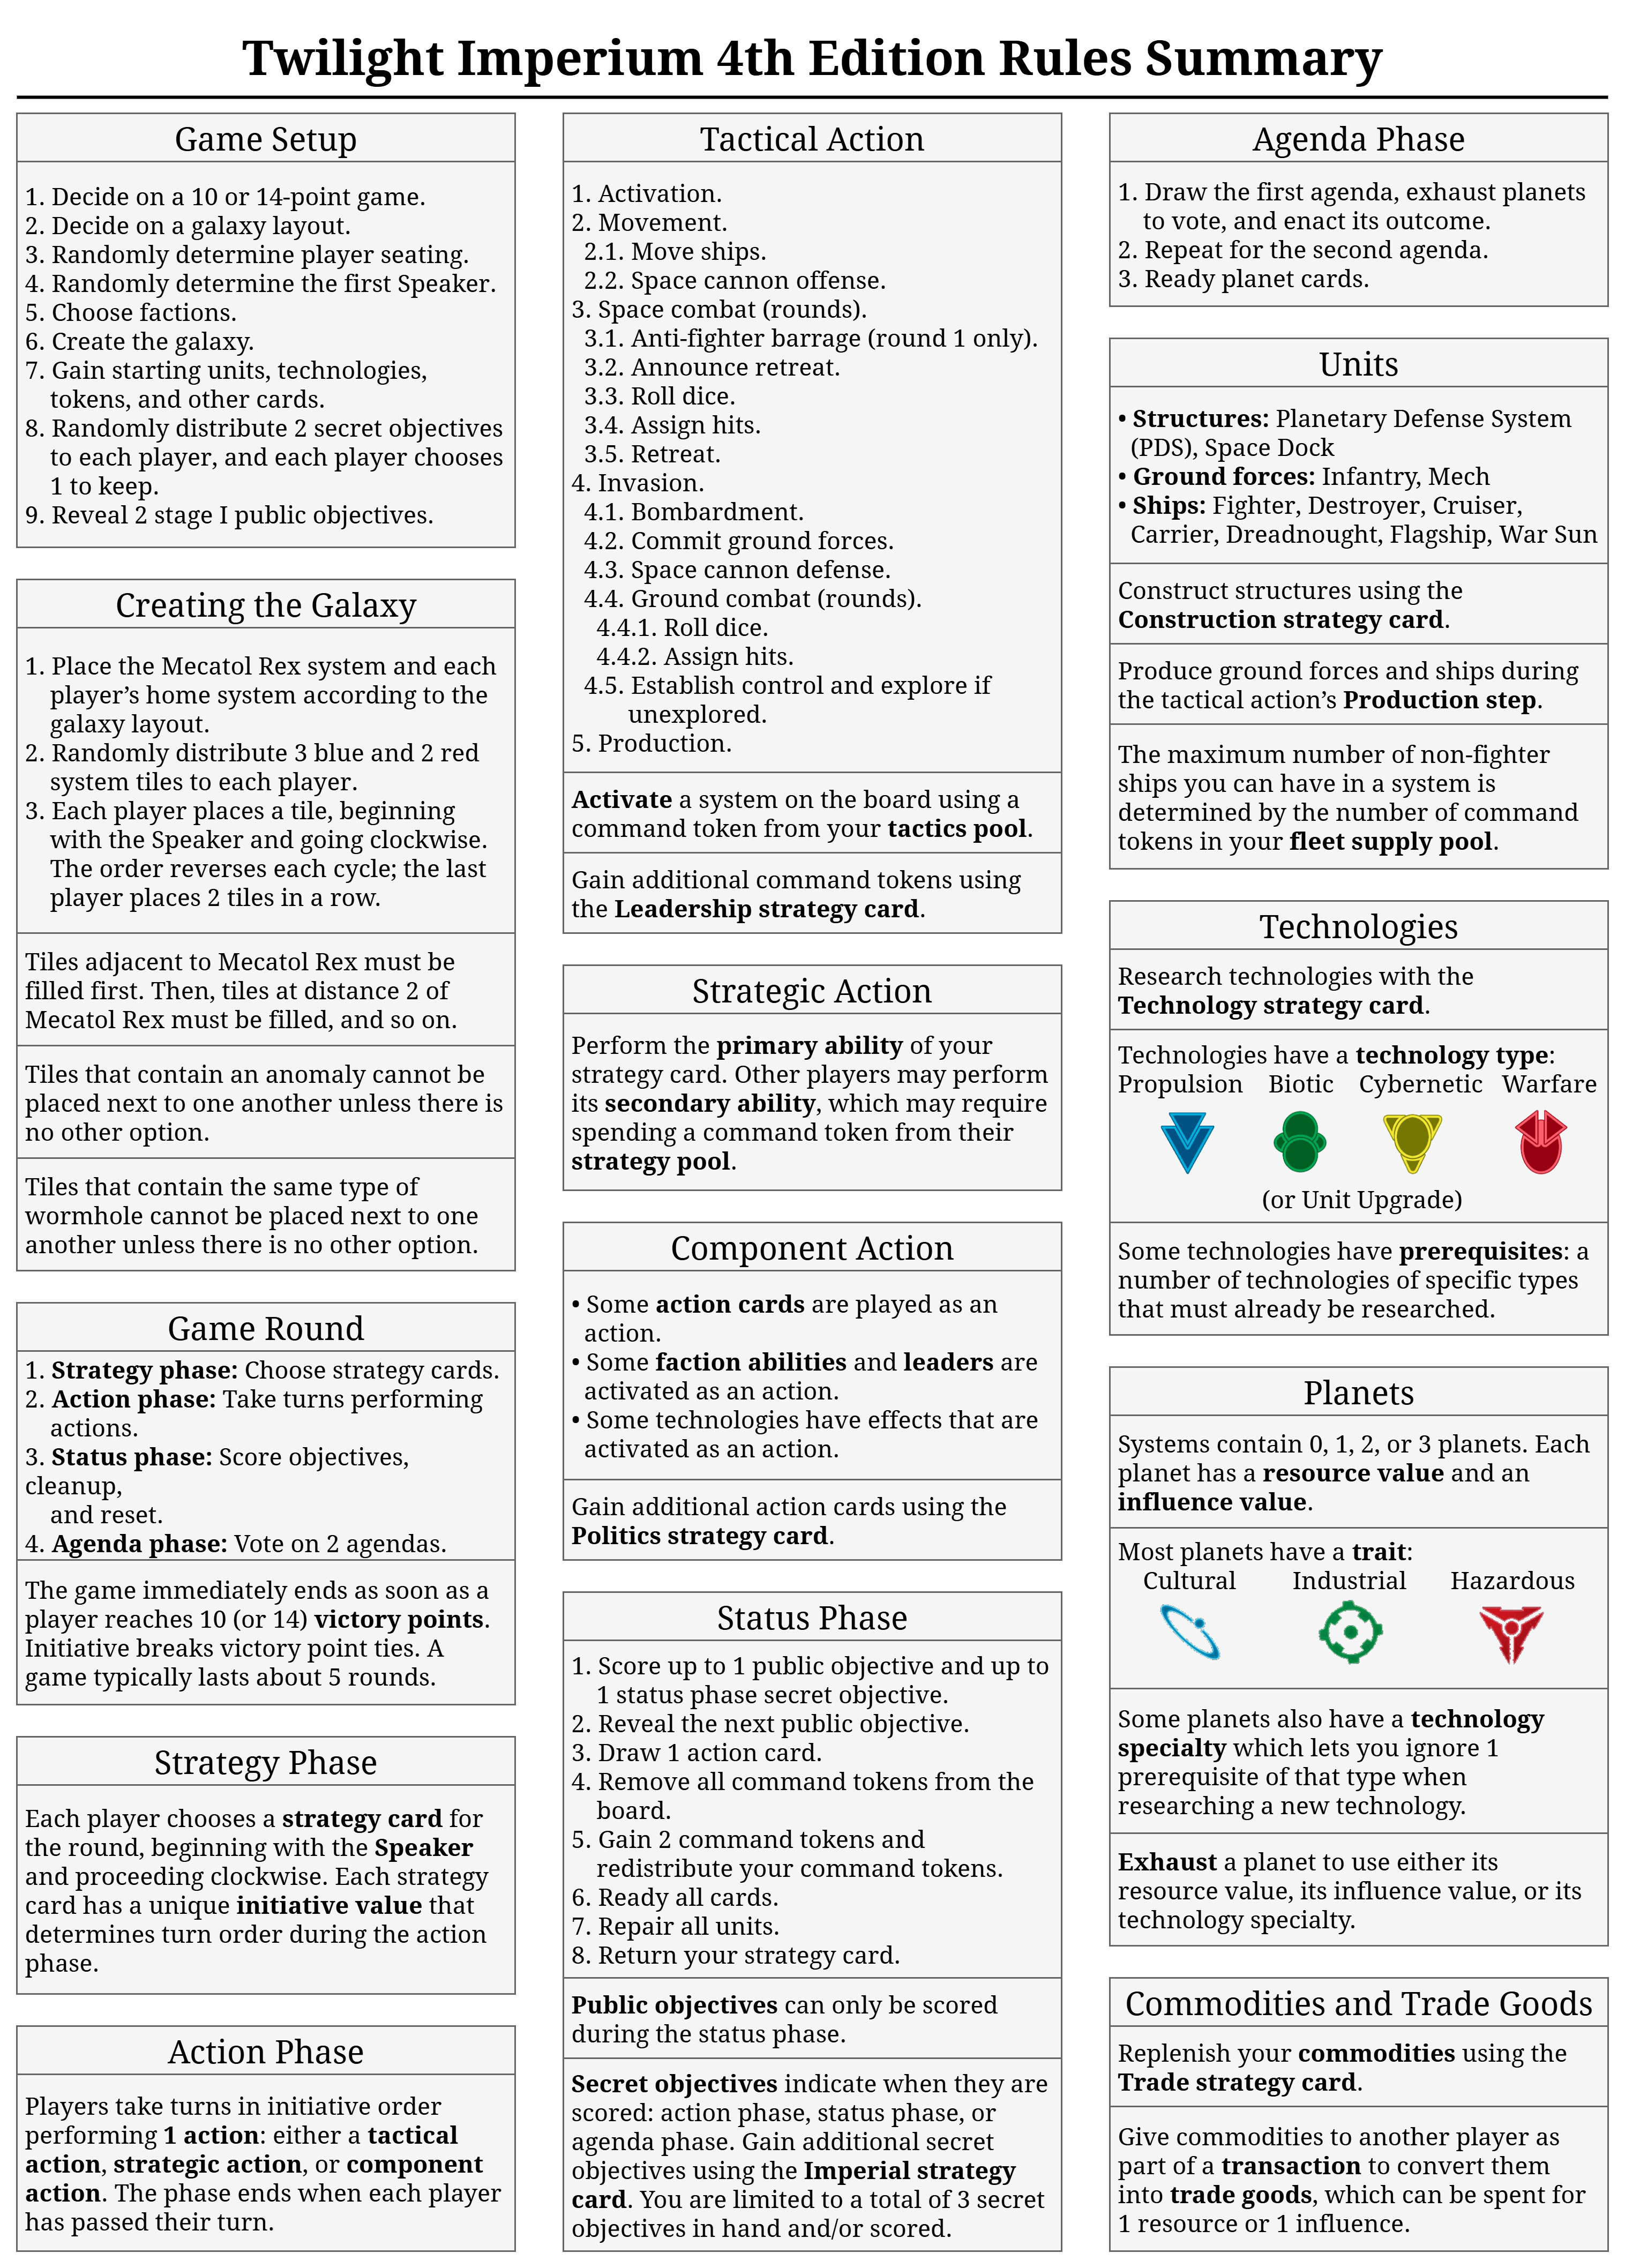 Twilight Imperium 4th Edition Rules Summary
Game Setup
1. Decide on a 10 or 14-point game.
2. Decide on a galaxy layout.
3. Randomly determine player seating.
4. Randomly determine the first Speaker.
5. Choose factions.
6. Create the galaxy.
7. Gain starting units, technologies,
tokens, and other cards.
8. Randomly distribute 2 secret objectives
to each player, and each player chooses
1 to keep.
9. Reveal 2 stage I public objectives.
Creating the Galaxy
1. Place the Mecatol Rex system and each
player’s home system according to the
galaxy layout.
2. Randomly distribute 3 blue and 2 red
system tiles to each player.
3. Each player places a tile, beginning
with the Speaker and going clockwise.
The order reverses each cycle; the last
player places 2 tiles in a row.
Tiles adjacent to Mecatol Rex must be
filled first. Then, tiles at distance 2 of
Mecatol Rex must be filled, and so on.
Tiles that contain an anomaly cannot be
placed next to one another unless there is
no other option.
Tiles that contain the same type of
wormhole cannot be placed next to one
another unless there is no other option.
Game Round
1. Strategy phase: Choose strategy cards.
2. Action phase: Take turns performing
actions.
3. Status phase: Score objectives,
cleanup,
and reset.
4. Agenda phase: Vote on 2 agendas.
The game immediately ends as soon as a
player reaches 10 (or 14) victory points.
Initiative breaks victory point ties. A
game typically lasts about 5 rounds.
Strategy Phase
Each player chooses a strategy card for
the round, beginning with the Speaker
and proceeding clockwise. Each strategy
card has a unique initiative value that
determines turn order during the action
phase.
Action Phase
Players take turns in initiative order
performing 1 action: either a tactical
action, strategic action, or component
action. The phase ends when each player
has passed their turn.
Tactical Action
1. Activation.
2. Movement.
2.1. Move ships.
2.2. Space cannon offense.
3. Space combat (rounds).
3.1. Anti-fighter barrage (round 1 only).
3.2. Announce retreat.
3.3. Roll dice.
3.4. Assign hits.
3.5. Retreat.
4. Invasion.
4.1. Bombardment.
4.2. Commit ground forces.
4.3. Space cannon defense.
4.4. Ground combat (rounds).
4.4.1. Roll dice.
4.4.2. Assign hits.
4.5. Establish control and explore if
unexplored.
5. Production.
Activate a system on the board using a
command token from your tactics pool.
Gain additional command tokens using
the Leadership strategy card.
Strategic Action
Perform the primary ability of your
strategy card. Other players may perform
its secondary ability, which may require
spending a command token from their
strategy pool.
Component Action
• Some action cards are played as an
action.
• Some faction abilities and leaders are
activated as an action.
• Some technologies have effects that are
activated as an action.
Gain additional action cards using the
Politics strategy card.
Status Phase
1. Score up to 1 public objective and up to
1 status phase secret objective.
2. Reveal the next public objective.
3. Draw 1 action card.
4. Remove all command tokens from the
board.
5. Gain 2 command tokens and
redistribute your command tokens.
6. Ready all cards.
7. Repair all units.
8. Return your strategy card.
Public objectives can only be scored
during the status phase.
Secret objectives indicate when they are
scored: action phase, status phase, or
agenda phase. Gain additional secret
objectives using the Imperial strategy
card. You are limited to a total of 3 secret
objectives in hand and/or scored.
Agenda Phase
1. Draw the first agenda, exhaust planets
to vote, and enact its outcome.
2. Repeat for the second agenda.
3. Ready planet cards.
Units
• Structures: Planetary Defense System
(PDS), Space Dock
• Ground forces: Infantry, Mech
• Ships: Fighter, Destroyer, Cruiser,
Carrier, Dreadnought, Flagship, War Sun
Construct structures using the
Construction strategy card.
Produce ground forces and ships during
the tactical action’s Production step.
The maximum number of non-fighter
ships you can have in a system is
determined by the number of command
tokens in your fleet supply pool.
Technologies
Research technologies with the
Technology strategy card.
Technologies have a technology type:
Propulsion Biotic Cybernetic Warfare
(or Unit Upgrade)
Some technologies have prerequisites: a
number of technologies of specific types
that must already be researched.
Planets
Systems contain 0, 1, 2, or 3 planets. Each
planet has a resource value and an
influence value.
Most planets have a trait:
Cultural Industrial Hazardous
Some planets also have a technology
specialty which lets you ignore 1
prerequisite of that type when
researching a new technology.
Exhaust a planet to use either its
resource value, its influence value, or its
technology specialty.
Commodities and Trade Goods
Replenish your commodities using the
Trade strategy card.
Give commodities to another player as
part of a transaction to convert them
into trade goods, which can be spent for
1 resource or 1 influence.